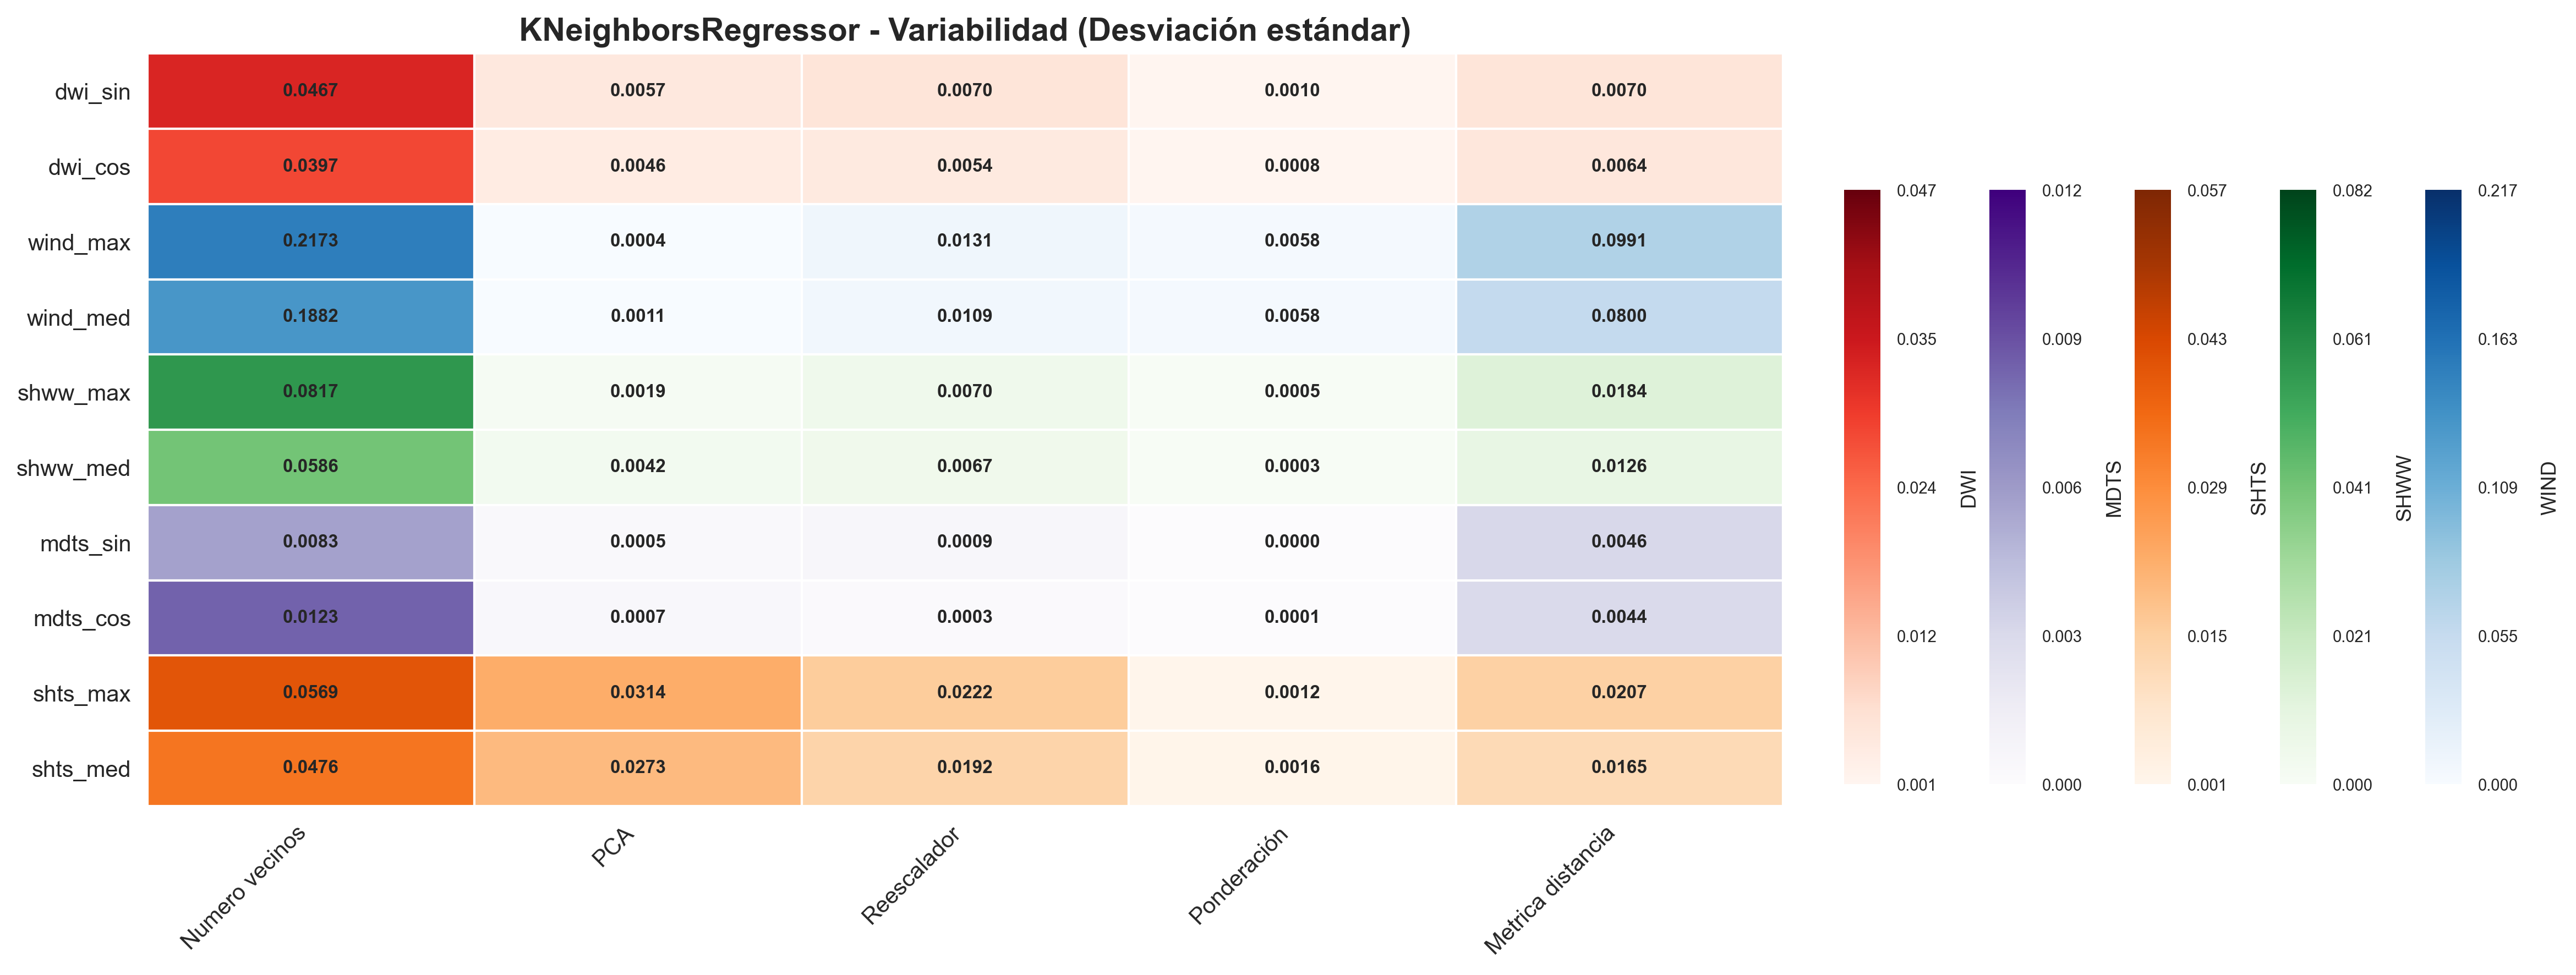 KNeighborsRegressor - Variabilidad (Desviación estándar)
dwi_sin 0.0467 0.0057 0.0070 0.0010 0.0070
dwi_cos 0.0397 0.0046 0.0054 0.0008 0.0064
wind_max 0.2173 0.0004 0.0131 0.0058 0.0991
wind_med 0.1882 0.0011 0.0109 0.0058 0.0800
shww_max 0.0817 0.0019 0.0070 0.0005 0.0184
shww_med 0.0586 0.0042 0.0067 0.0003 0.0126
mdts_sin 0.0083 0.0005 0.0009 0.0000 0.0046
mdts_cos 0.0123 0.0007 0.0003 0.0001 0.0044
shts_max 0.0569 0.0314 0.0222 0.0012 0.0207
shts_med 0.0476 0.0273 0.0192 0.0016 0.0165
Numero vecinos
PCA
Reescalador
Ponderación
Metrica distancia
0.047
0.035
0.024
0.012
0.001
DWI
0.012
0.009
0.006
0.003
0.000
MDTS
0.057
0.043
0.029
0.015
0.001
SHTS
0.082
0.061
0.041
0.021
0.000
SHWW
0.217
0.163
0.109
0.055
0.000
WIND